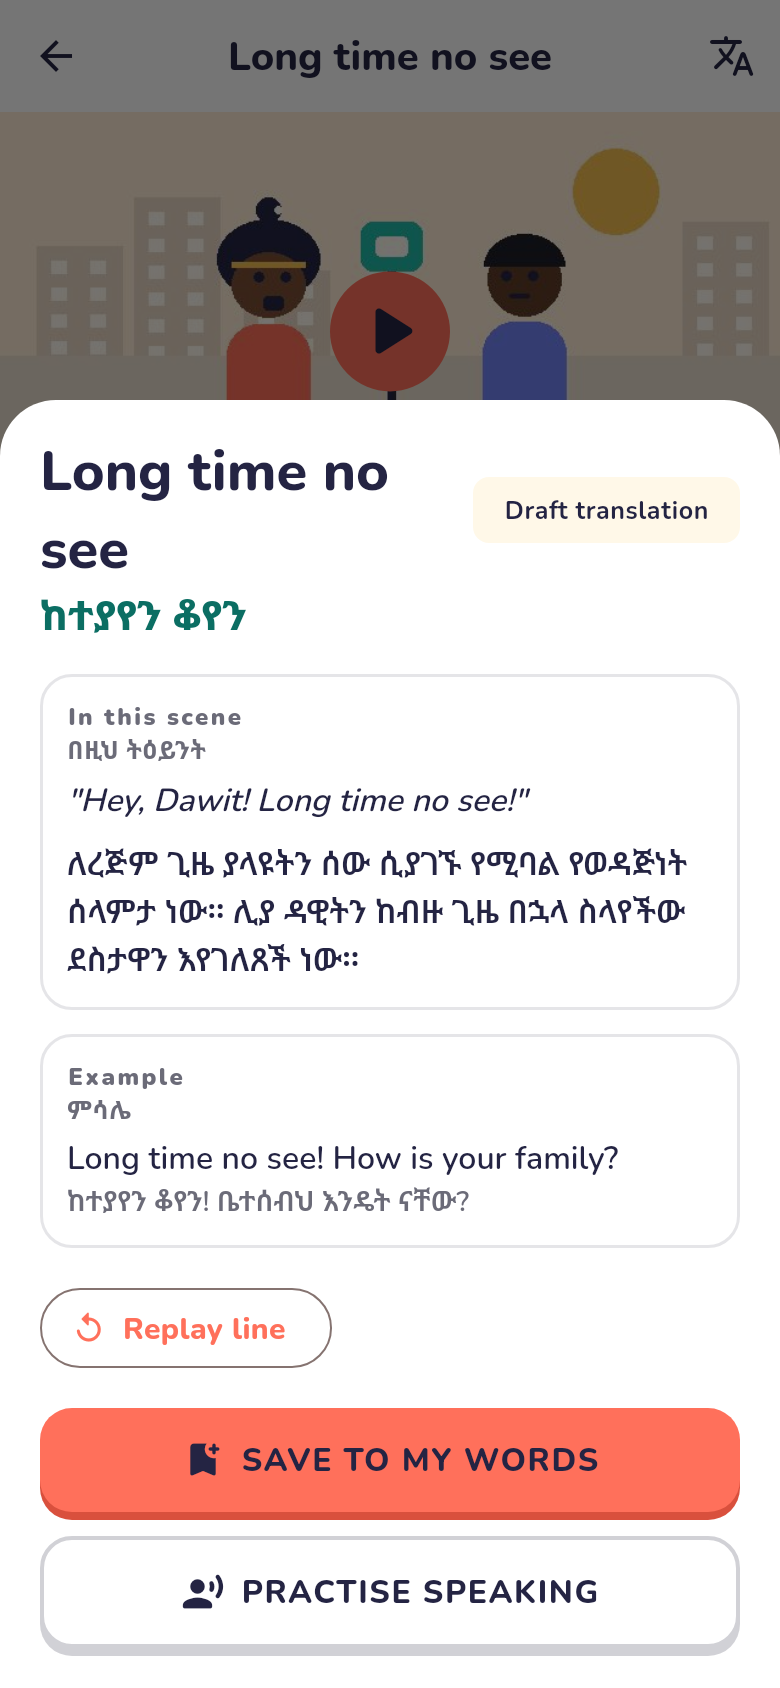 Long time no see
Long time no
see
Draft translation
ከተያየን ቆየን
In this scene
በዚህ ትዕይንት
"Hey, Dawit! Long time no see!"
ለረጅም ጊዜ ያላዩትን ሰው ሲያገኙ የሚባል የወዳጅነት
ሰላምታ ነው። ሊያ ዳዊትን ከብዙ ጊዜ በኋላ ስላየችው
ደስታዋን እየገለጸች ነው።
Example
ምሳሌ
Long time no see! How is your family?
ከተያየን ቆየን! ቤተሰብህ እንዴት ናቸው?
Replay line
SAVE TO MY WORDS
PRACTISE SPEAKING